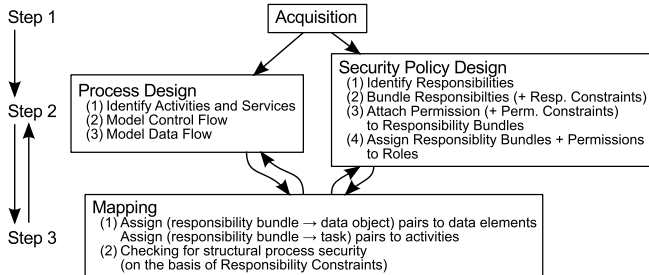 Step 1
Acquisition
Process Design
(1) Identify Activities and Services
(2) Model Control Flow
(3) Model Data Flow
Step 2
Security Policy Design
(1) Identify Responsibilities
(2) Bundle Responsibilties (+ Resp. Constraints)
(3) Attach Permission (+ Perm. Constraints)
to Responsibility Bundles
(4) Assign Responsiblity Bundles + Permissions
to Roles
Step 3
Mapping
(1) Assign (responsibility bundle → data object) pairs to data elements
Assign (responsibility bundle → task) pairs to activities
(2) Checking for structural process security
(on the basis of Responsibility Constraints)